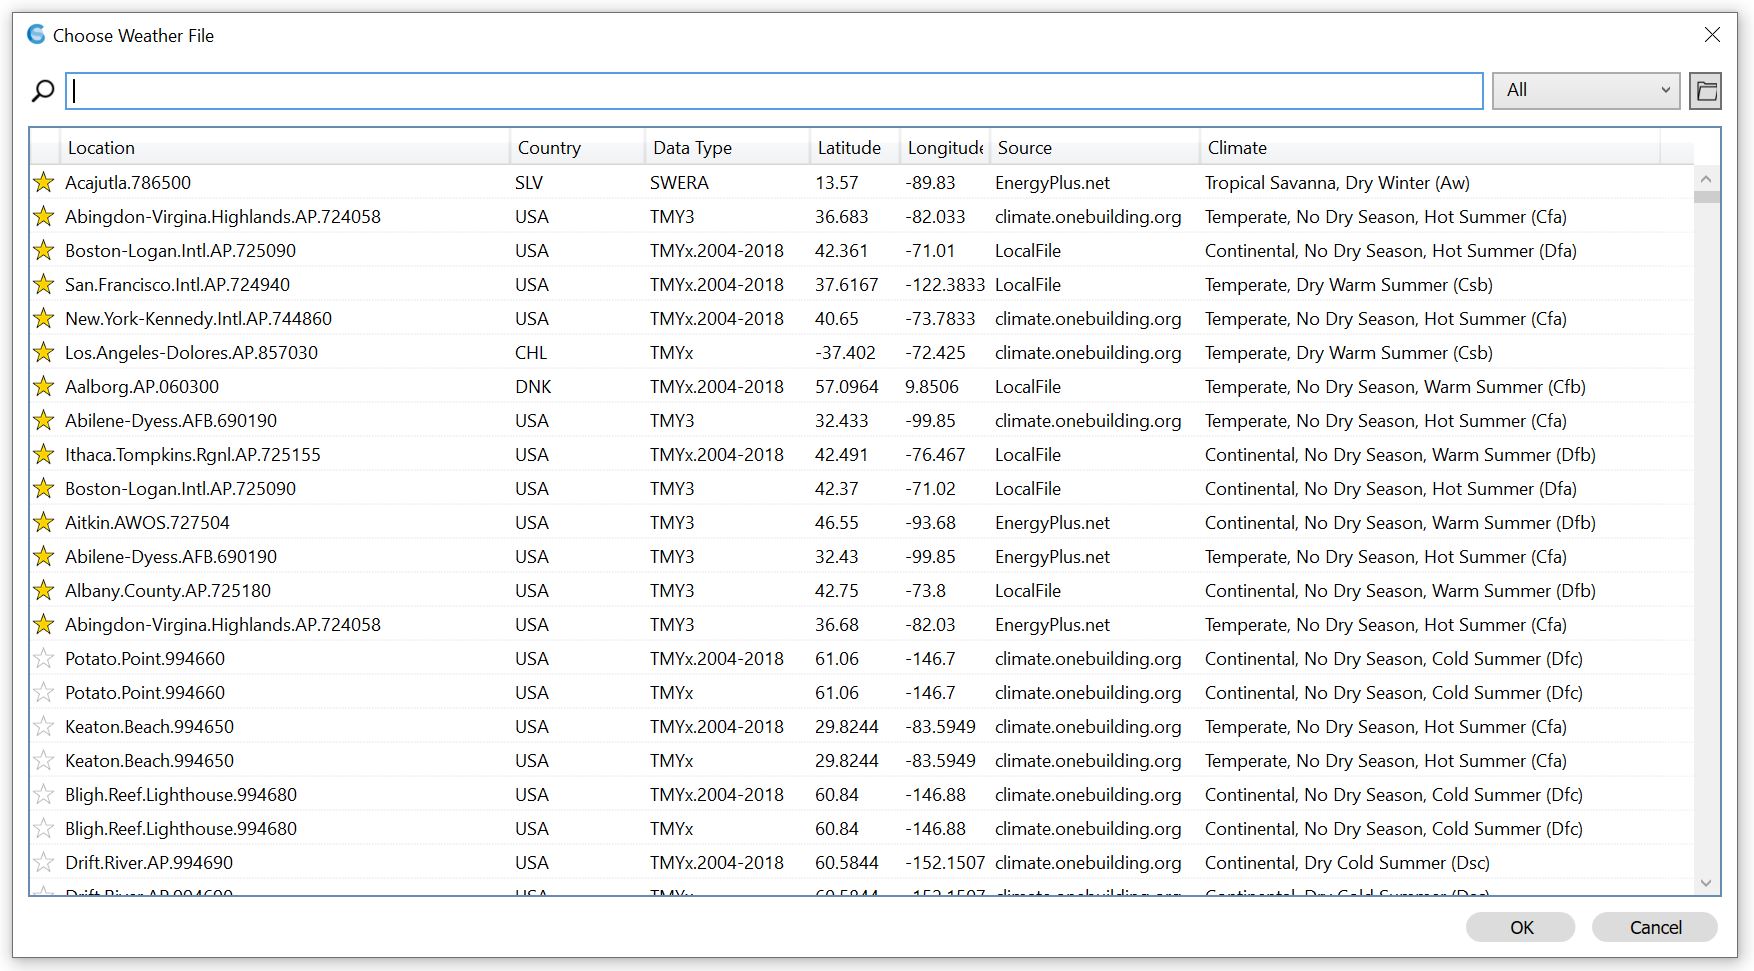 Choose Weather File
All
Location Country Data Type Latitude Longitude Source Climate
Acajutla.786500 SLV SWERA 13.57 -89.83 EnergyPlus.net Tropical Savanna, Dry Winter (Aw)
Abingdon-Virgina.Highlands.AP.724058 USA TMY3 36.683 -82.033 climate.onebuilding.org Temperate, No Dry Season, Hot Summer (Cfa)
Boston-Logan.Intl.AP.725090 USA TMYx.2004-2018 42.361 -71.01 LocalFile Continental, No Dry Season, Hot Summer (Dfa)
San.Francisco.Intl.AP.724940 USA TMYx.2004-2018 37.6167 -122.3833 LocalFile Temperate, Dry Warm Summer (Csb)
New.York-Kennedy.Intl.AP.744860 USA TMYx.2004-2018 40.65 -73.7833 climate.onebuilding.org Temperate, No Dry Season, Hot Summer (Cfa)
Los.Angeles-Dolores.AP.857030 CHL TMYx -37.402 -72.425 climate.onebuilding.org Temperate, Dry Warm Summer (Csb)
Aalborg.AP.060300 DNK TMYx.2004-2018 57.0964 9.8506 LocalFile Temperate, No Dry Season, Warm Summer (Cfb)
Abilene-Dyess.AFB.690190 USA TMY3 32.433 -99.85 climate.onebuilding.org Temperate, No Dry Season, Hot Summer (Cfa)
Ithaca.Tompkins.Rgnl.AP.725155 USA TMYx.2004-2018 42.491 -76.467 LocalFile Continental, No Dry Season, Warm Summer (Dfb)
Boston-Logan.Intl.AP.725090 USA TMY3 42.37 -71.02 LocalFile Continental, No Dry Season, Hot Summer (Dfa)
Aitkin.AWOS.727504 USA TMY3 46.55 -93.68 EnergyPlus.net Continental, No Dry Season, Warm Summer (Dfb)
Abilene-Dyess.AFB.690190 USA TMY3 32.43 -99.85 EnergyPlus.net Temperate, No Dry Season, Hot Summer (Cfa)
Albany.County.AP.725180 USA TMY3 42.75 -73.8 LocalFile Continental, No Dry Season, Warm Summer (Dfb)
Abingdon-Virgina.Highlands.AP.724058 USA TMY3 36.68 -82.03 EnergyPlus.net Temperate, No Dry Season, Hot Summer (Cfa)
Potato.Point.994660 USA TMYx.2004-2018 61.06 -146.7 climate.onebuilding.org Continental, No Dry Season, Cold Summer (Dfc)
Potato.Point.994660 USA TMYx 61.06 -146.7 climate.onebuilding.org Continental, No Dry Season, Cold Summer (Dfc)
Keaton.Beach.994650 USA TMYx.2004-2018 29.8244 -83.5949 climate.onebuilding.org Temperate, No Dry Season, Hot Summer (Cfa)
Keaton.Beach.994650 USA TMYx 29.8244 -83.5949 climate.onebuilding.org Temperate, No Dry Season, Hot Summer (Cfa)
Bligh.Reef.Lighthouse.994680 USA TMYx.2004-2018 60.84 -146.88 climate.onebuilding.org Continental, No Dry Season, Cold Summer (Dfc)
Bligh.Reef.Lighthouse.994680 USA TMYx 60.84 -146.88 climate.onebuilding.org Continental, No Dry Season, Cold Summer (Dfc)
Drift.River.AP.994690 USA TMYx.2004-2018 60.5844 -152.1507 climate.onebuilding.org Continental, Dry Cold Summer (Dsc)
Drift.River.AP.994690 USA TMYx 60.5844 -152.1507 climate.onebuilding.org Continental, Dry Cold Summer (Dsc)
OK Cancel